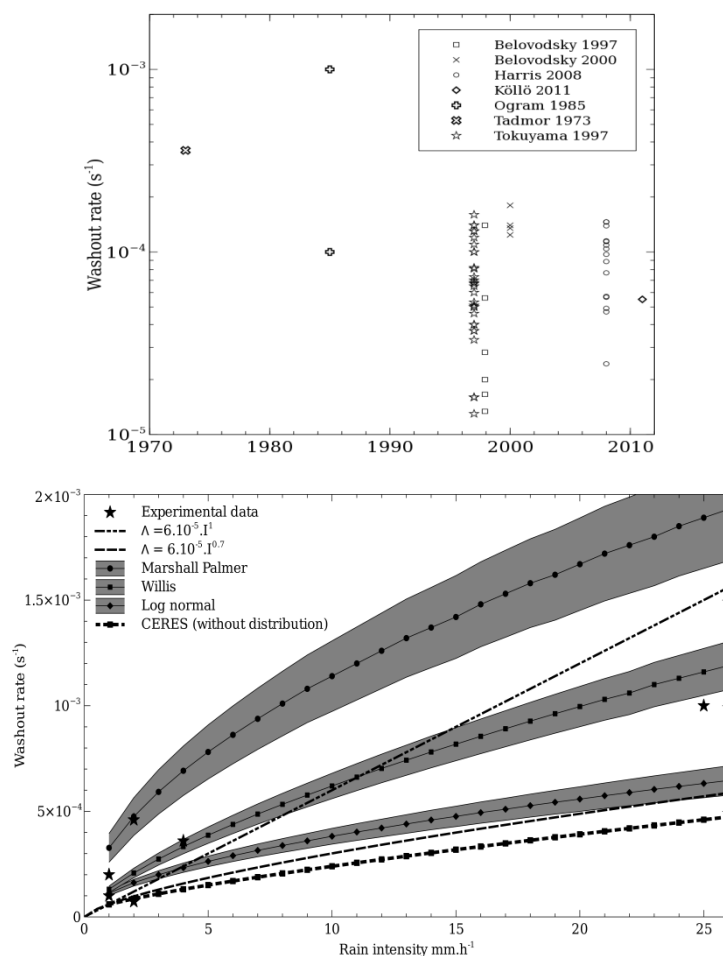 10⁻³
10⁻⁴
10⁻⁵
Washout rate (s⁻¹)
Belovodsky 1997
Belovodsky 2000
Harris 2008
Köllö 2011
Ogram 1985
Tadmor 1973
Tokuyama 1997
1970 1980 1990 2000 2010
2×10⁻³
1.5×10⁻³
10⁻³
5×10⁻⁴
0
Washout rate (s⁻¹)
Experimental data
Λ =6.10⁻⁵.I¹
Λ = 6.10⁻⁵.I⁰·⁷
Marshall Palmer
Willis
Log normal
CERES (without distribution)
0 5 10 15 20 25
Rain intensity mm.h⁻¹